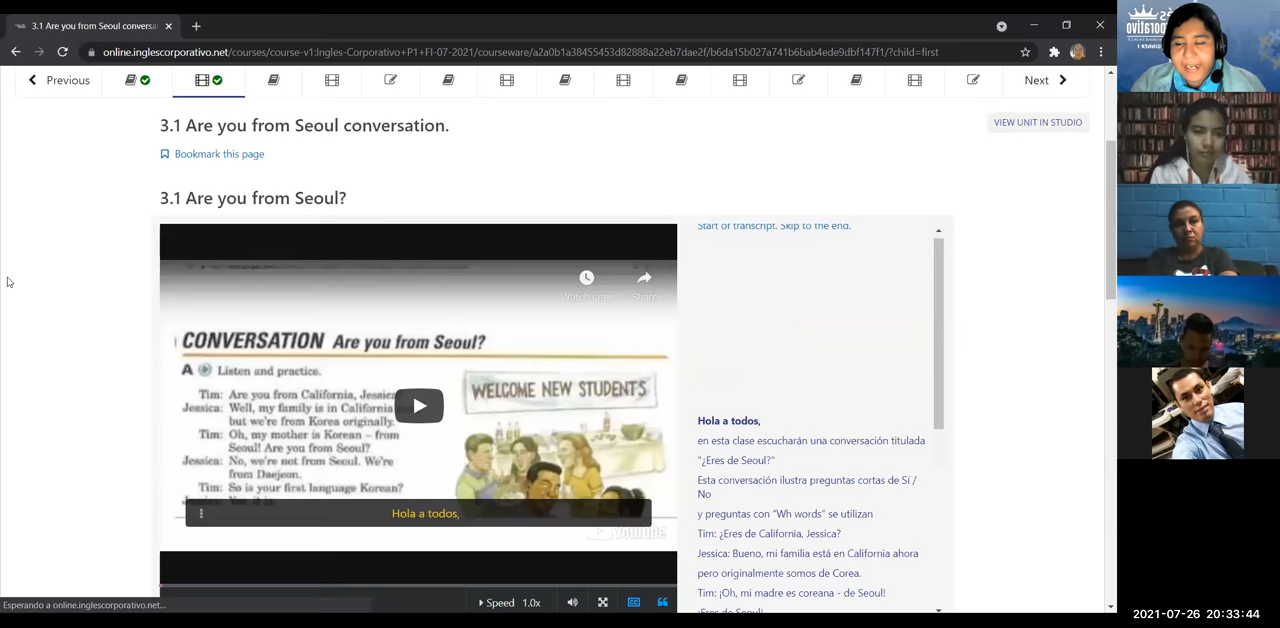 3.1 Are you from Seoul conversa
online.inglescorporativo.net/courses/course-v1:Ingles-Corporativo+P1+FI-07-2021/courseware/a2a0b1a38455453d82888a22eb7dae2f/b6da15b027a741b6bab4ede9dbf147f1/?child=first
Previous
Next
3.1 Are you from Seoul conversation.
VIEW UNIT IN STUDIO
Bookmark this page
3.1 Are you from Seoul?
Watch later
Share
CONVERSATION Are you from Seoul?
A Listen and practice.
Tim: Are you from California, Jessica
Jessica: Well, my family is in California
but we're from Korea originally.
Tim: Oh, my mother is Korean – from
Seoul! Are you from Seoul?
Jessica: No, we're not from Seoul. We're
from Daejeon.
Tim: So is your first language Korean?
WELCOME NEW STUDENTS
Hola a todos,
YouTube
Speed 1.0x
Start of transcript. Skip to the end.
Hola a todos,
en esta clase escucharán una conversación titulada
"¿Eres de Seoul?"
Esta conversación ilustra preguntas cortas de Sí /
No
y preguntas con "Wh words" se utilizan
Tim: ¿Eres de California, Jessica?
Jessica: Bueno, mi familia está en California ahora
pero originalmente somos de Corea.
Tim: ¡Oh, mi madre es coreana - de Seoul!
¿Eres de Seoul?
Esperando a online.inglescorporativo.net...
2021-07-26 20:33:44